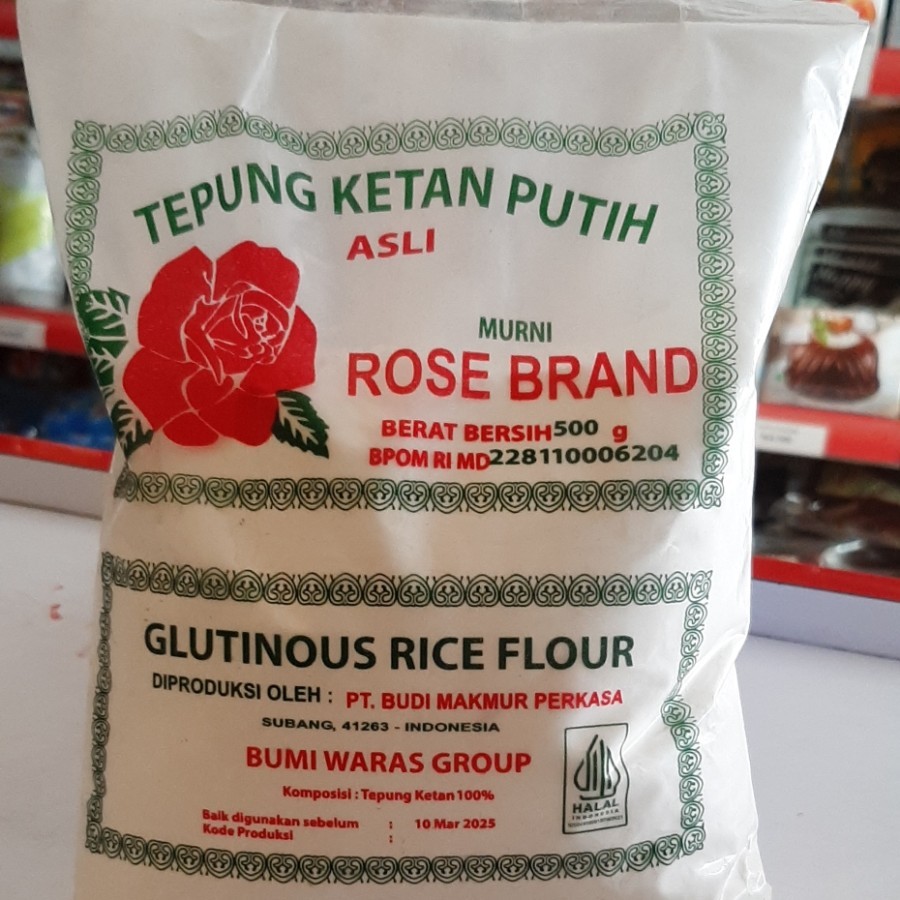 TEPUNG KETAN PUTIH
ASLI
MURNI
ROSE BRAND
BERAT BERSIH 500 g
BPOM RI MD 228110006204
GLUTINOUS RICE FLOUR
DIPRODUKSI OLEH : PT. BUDI MAKMUR PERKASA
SUBANG, 41263 - INDONESIA
BUMI WARAS GROUP
Komposisi : Tepung Ketan 100%
Baik digunakan sebelum : 10 Mar 2025
Kode Produksi :
HALAL
INDONESIA